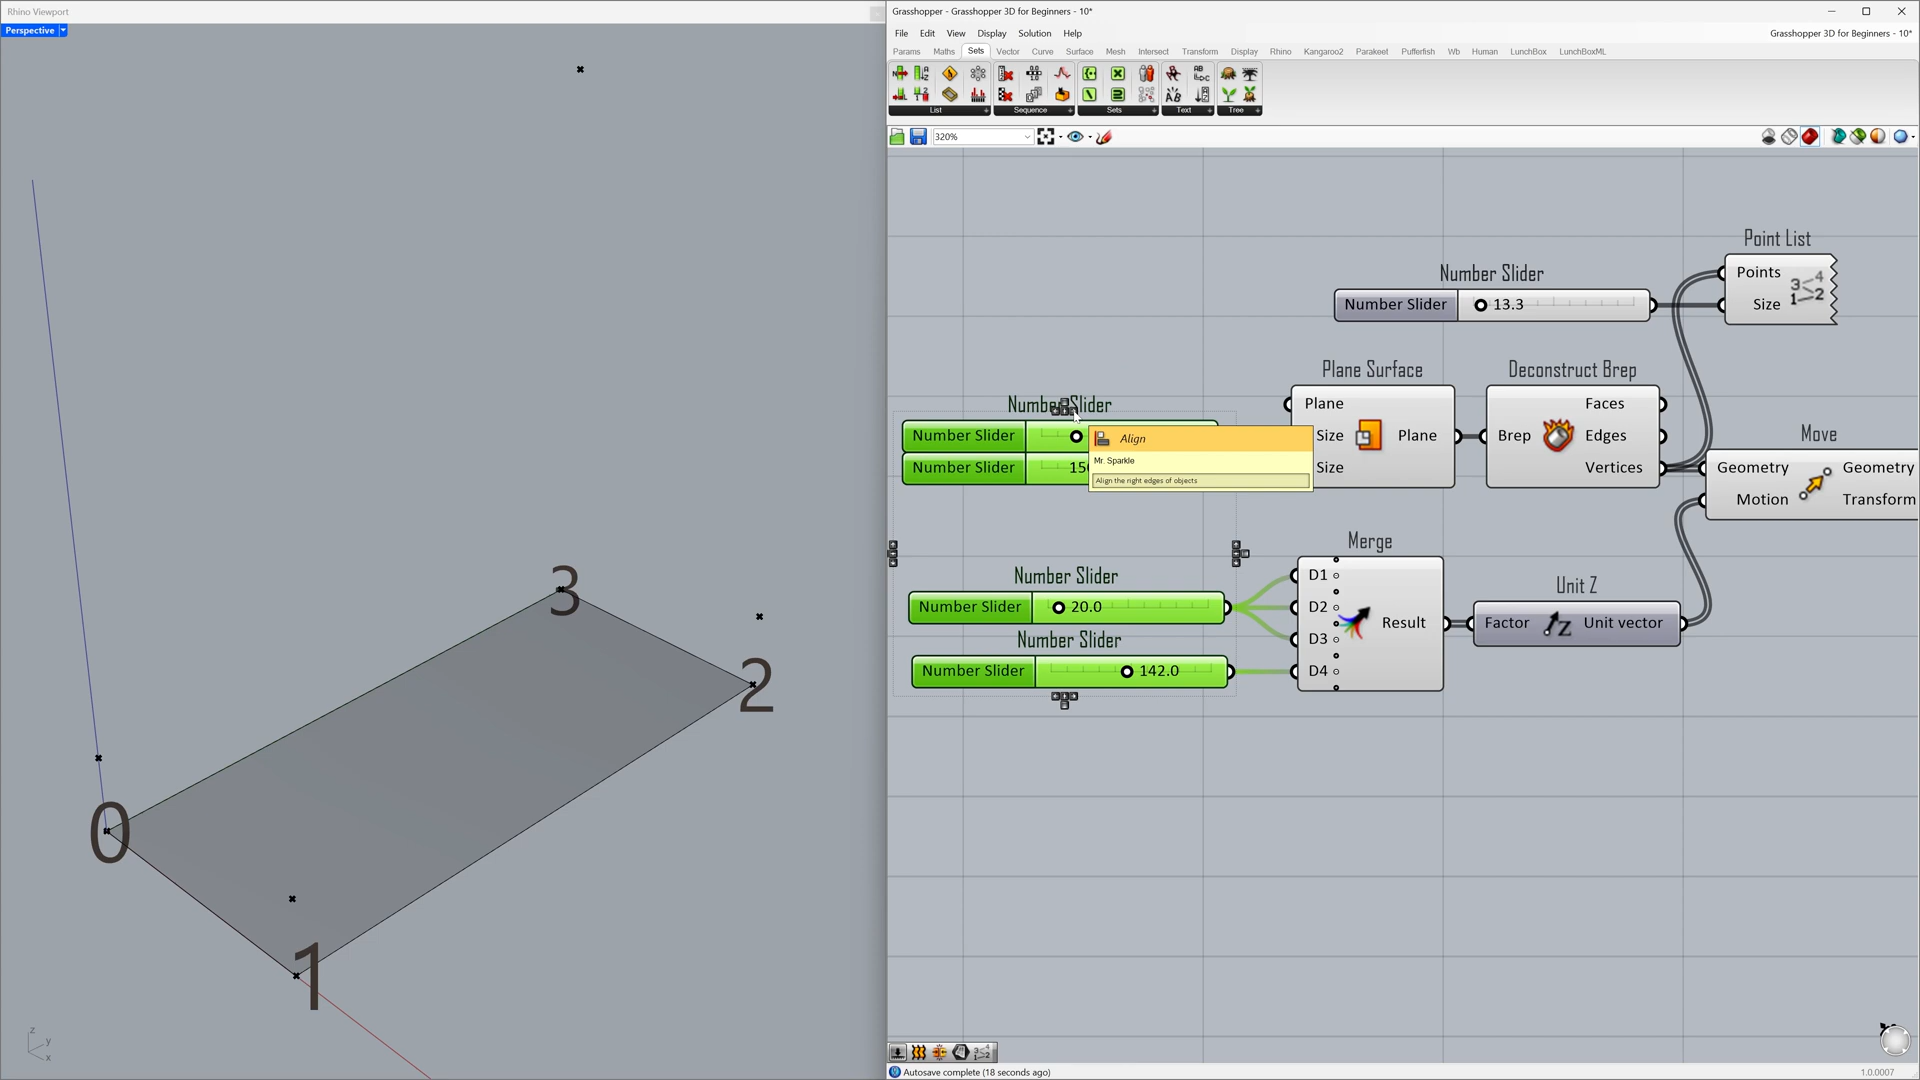 Rhino Viewport
Perspective
3
2
0
1
z
y
x
Grasshopper - Grasshopper 3D for Beginners - 10*
File Edit View Display Solution Help
Grasshopper 3D for Beginners - 10*
Params Maths Sets Vector Curve Surface Mesh Intersect Transform Display Rhino Kangaroo2 Parakeet Pufferfish Wb Human LunchBox LunchBoxML
List Sequence Sets Text Tree
320%
Point List
Points
Size
Number Slider
Number Slider 13.3
Plane Surface
Plane
Size Plane
Size
Deconstruct Brep
Faces
Brep Edges
Vertices
Move
Geometry Geometry
Motion Transform
Number Slider
Number Slider
Number Slider 15
Align
Mr. Sparkle
Align the right edges of objects
Number Slider
Number Slider 20.0
Number Slider
Number Slider 142.0
Merge
D1
D2
Result
D3
D4
Unit Z
Factor Unit vector
Autosave complete (18 seconds ago)
1.0.0007